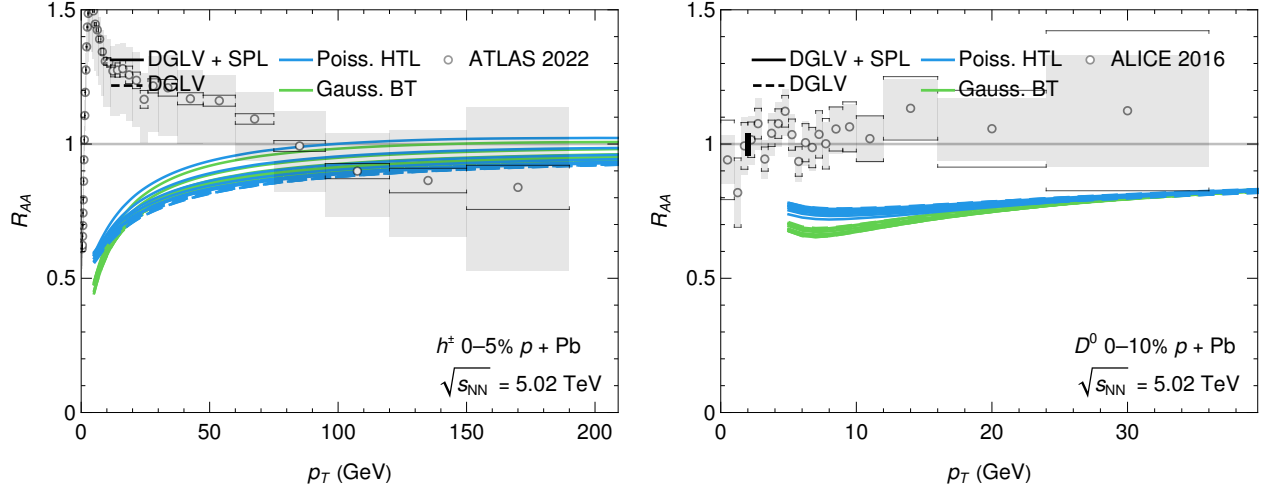 1.5
1
0.5
0
R_AA
DGLV + SPL
DGLV
Poiss. HTL
Gauss. BT
ATLAS 2022
h± 0–5% p + Pb
√s_NN = 5.02 TeV
0 50 100 150 200
p_T (GeV)
1.5
1
0.5
0
R_AA
DGLV + SPL
DGLV
Poiss. HTL
Gauss. BT
ALICE 2016
D⁰ 0–10% p + Pb
√s_NN = 5.02 TeV
0 10 20 30
p_T (GeV)